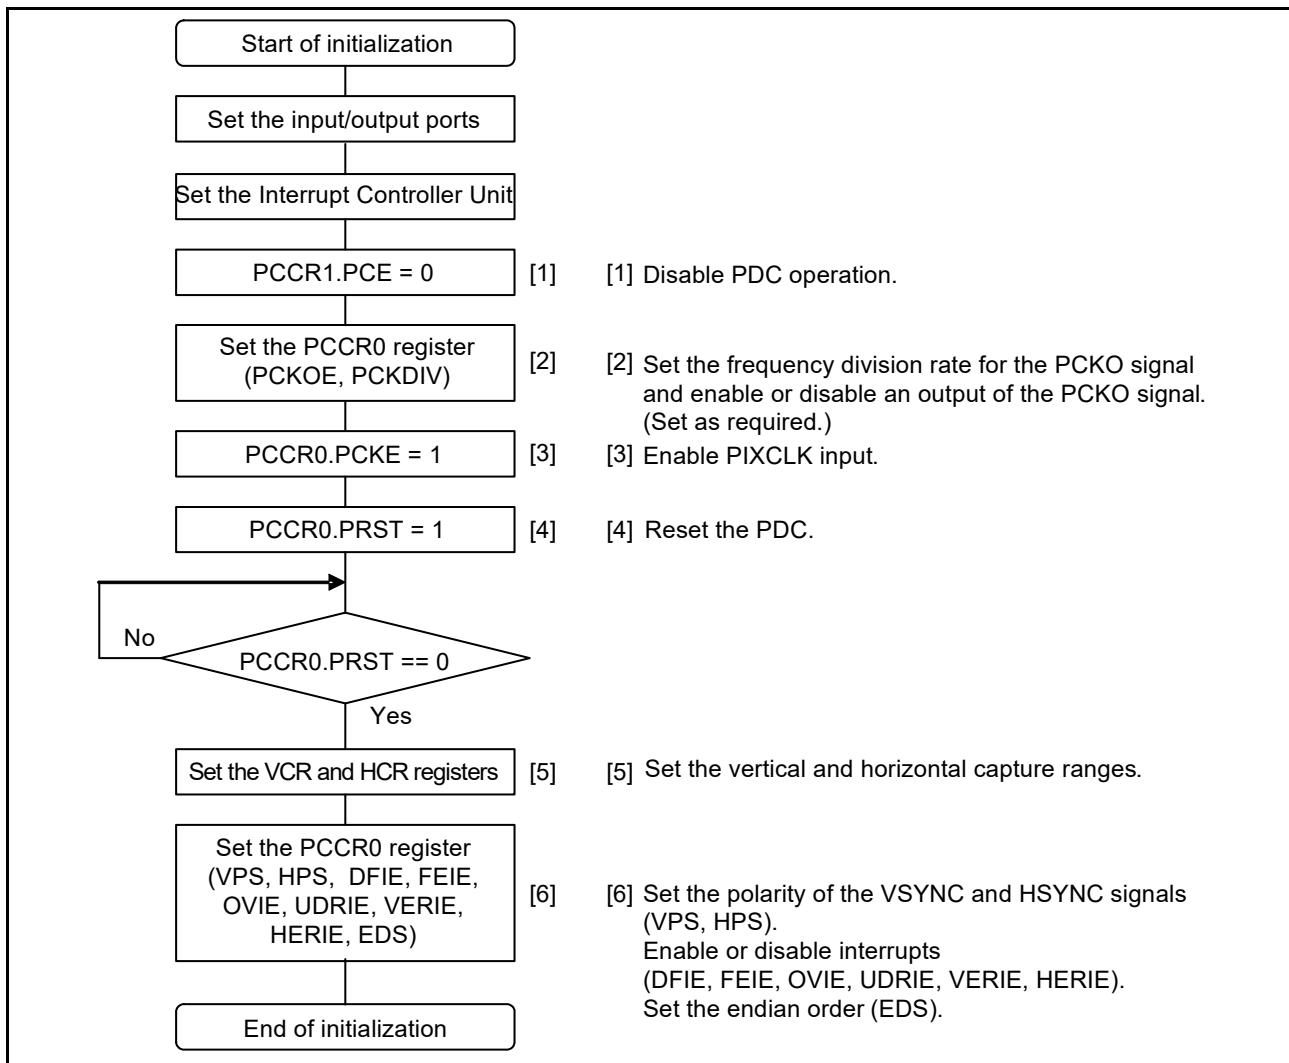 Start of initialization
Set the input/output ports
Set the Interrupt Controller Unit
PCCR1.PCE = 0 [1] [1] Disable PDC operation.
Set the PCCR0 register
(PCKOE, PCKDIV)
[2] [2] Set the frequency division rate for the PCKO signal
and enable or disable an output of the PCKO signal.
(Set as required.)
PCCR0.PCKE = 1 [3] [3] Enable PIXCLK input.
PCCR0.PRST = 1 [4] [4] Reset the PDC.
No
PCCR0.PRST == 0
Yes
Set the VCR and HCR registers [5] [5] Set the vertical and horizontal capture ranges.
Set the PCCR0 register
(VPS, HPS, DFIE, FEIE,
OVIE, UDRIE, VERIE,
HERIE, EDS)
[6] [6] Set the polarity of the VSYNC and HSYNC signals
(VPS, HPS).
Enable or disable interrupts
(DFIE, FEIE, OVIE, UDRIE, VERIE, HERIE).
Set the endian order (EDS).
End of initialization